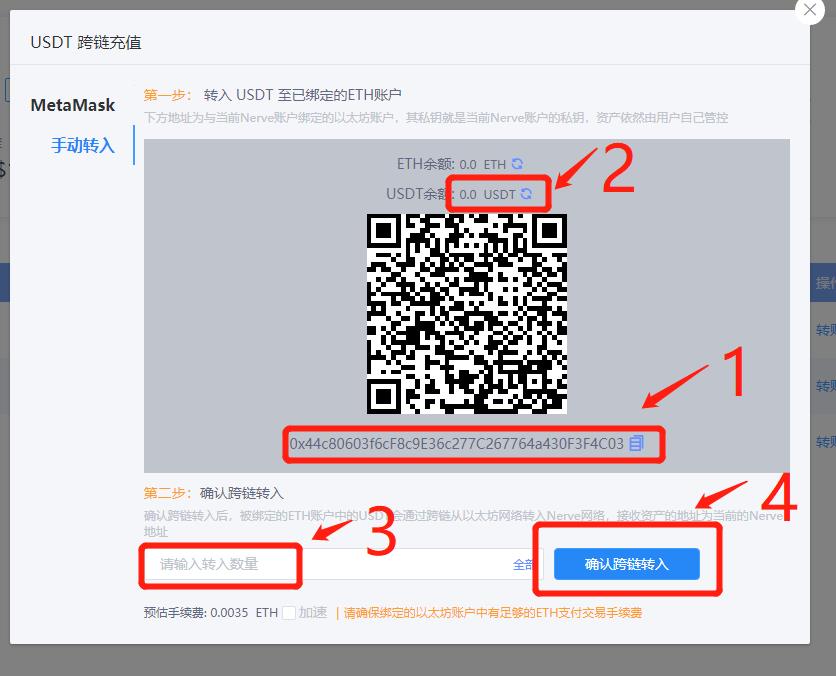 USDT 跨链充值
MetaMask
手动转入
第一步： 转入 USDT 至已绑定的ETH账户
下方地址为与当前Nerve账户绑定的以太坊账户，其私钥就是当前Nerve账户的私钥，资产依然由用户自己管控
ETH余额: 0.0 ETH
USDT余额: 0.0 USDT
2
1
0x44c80603f6cF8c9E36c277C267764a430F3F4C03
第二步： 确认跨链转入
确认跨链转入后，被绑定的ETH账户中的USDT会通过跨链从以太坊网络转入Nerve网络，接收资产的地址为当前的Nerve
地址
3
4
请输入转入数量
全部
确认跨链转入
预估手续费: 0.0035 ETH 加速 | 请确保绑定的以太坊账户中有足够的ETH支付交易手续费
操作
转账
转账
转账